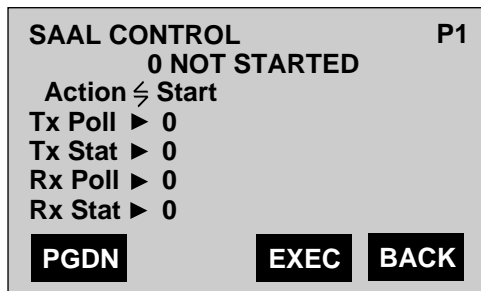 SAAL CONTROL P1
0 NOT STARTED
Action ⥃ Start
Tx Poll ► 0
Tx Stat ► 0
Rx Poll ► 0
Rx Stat ► 0
PGDN EXEC BACK